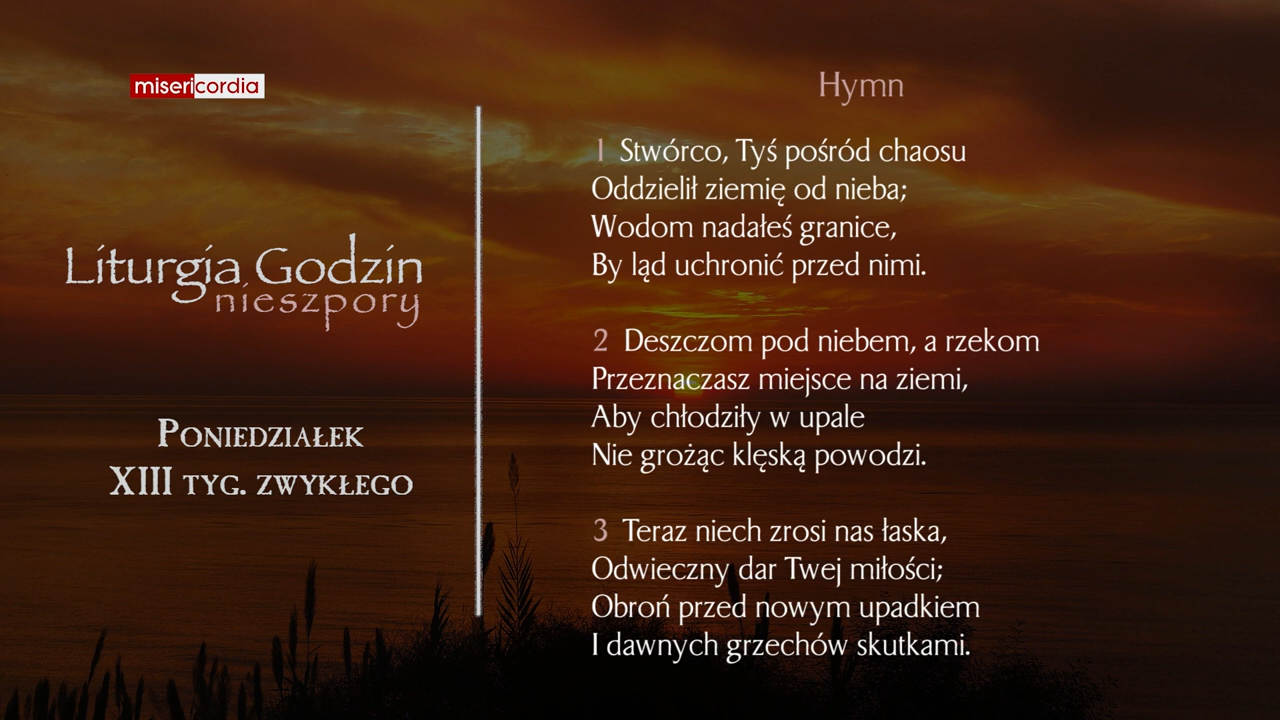 misericordia
Liturgia Godzin
nieszpory
Poniedziałek
XIII tyg. zwykłego
Hymn
1 Stwórco, Tyś pośród chaosu
Oddzielił ziemię od nieba;
Wodom nadałeś granice,
By ląd uchronić przed nimi.
2 Deszczom pod niebem, a rzekom
Przeznaczasz miejsce na ziemi,
Aby chłodziły w upale
Nie grożąc klęską powodzi.
3 Teraz niech zrosi nas łaska,
Odwieczny dar Twej miłości;
Obroń przed nowym upadkiem
I dawnych grzechów skutkami.